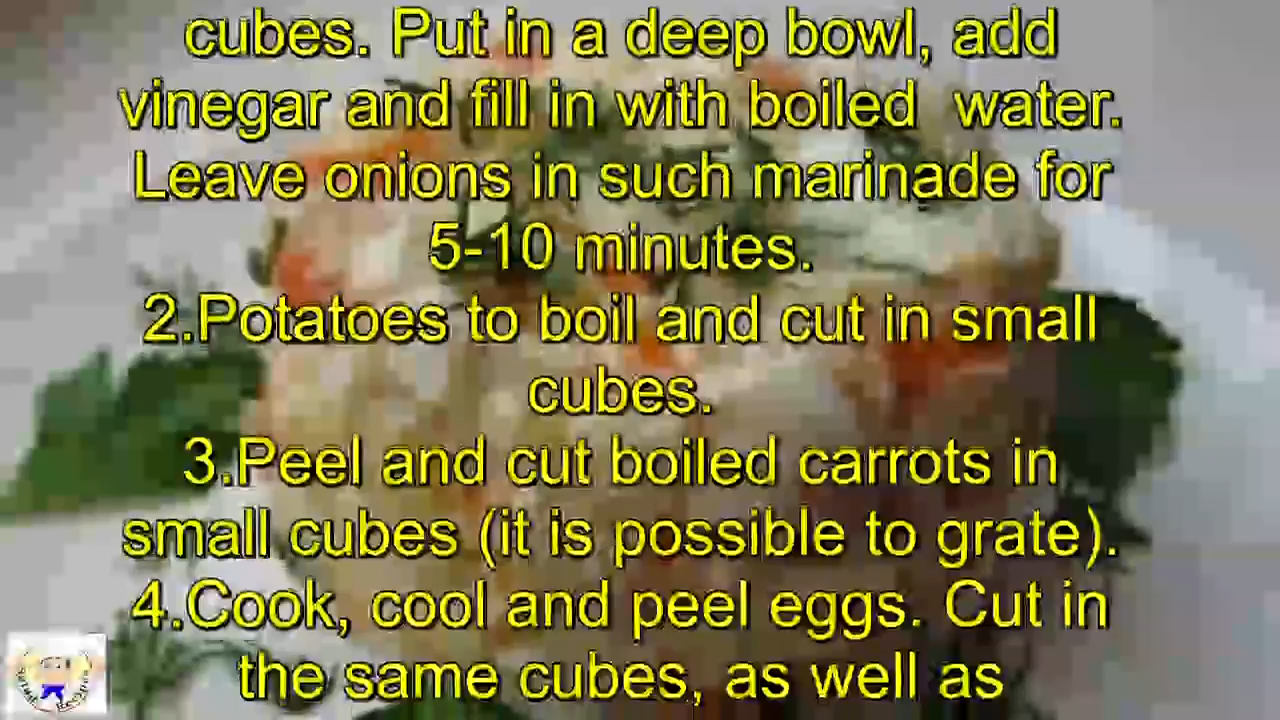 cubes. Put in a deep bowl, add
vinegar and fill in with boiled  water.
Leave onions in such marinade for
5-10 minutes.
2.Potatoes to boil and cut in small
cubes.
3.Peel and cut boiled carrots in
small cubes (it is possible to grate).
4.Cook, cool and peel eggs. Cut in
the same cubes, as well as